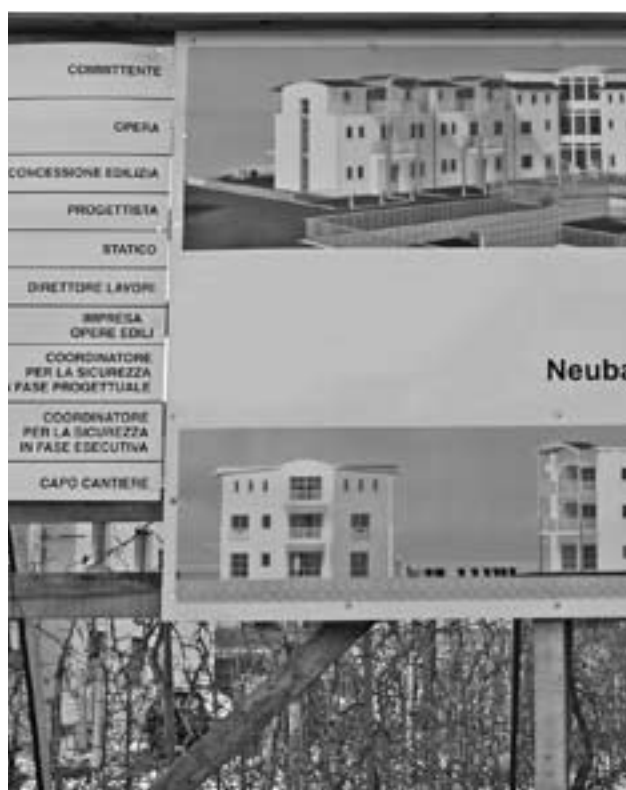 COMMITTENTE
OPERA
CONCESSIONE EDILIZIA
PROGETTISTA
STATICO
DIRETTORE LAVORI
IMPRESA
OPERE EDILI
COORDINATORE
PER LA SICUREZZA
FASE PROGETTUALE
COORDINATORE
PER LA SICUREZZA
IN FASE ESECUTIVA
CAPO CANTIERE
Neuba